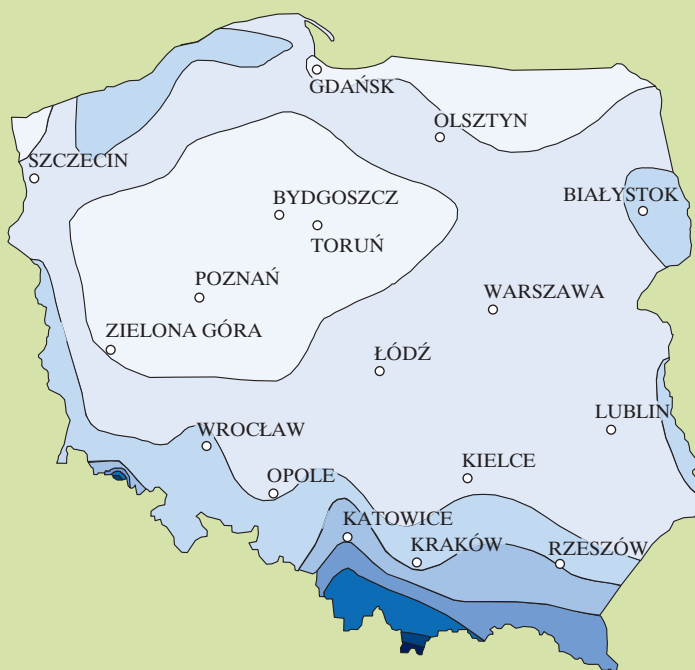 GDAŃSK
OLSZTYN
SZCZECIN
BIAŁYSTOK
BYDGOSZCZ
TORUŃ
POZNAŃ
WARSZAWA
ZIELONA GÓRA
ŁÓDŹ
LUBLIN
WROCŁAW
KIELCE
OPOLE
KATOWICE
KRAKÓW
RZESZÓW